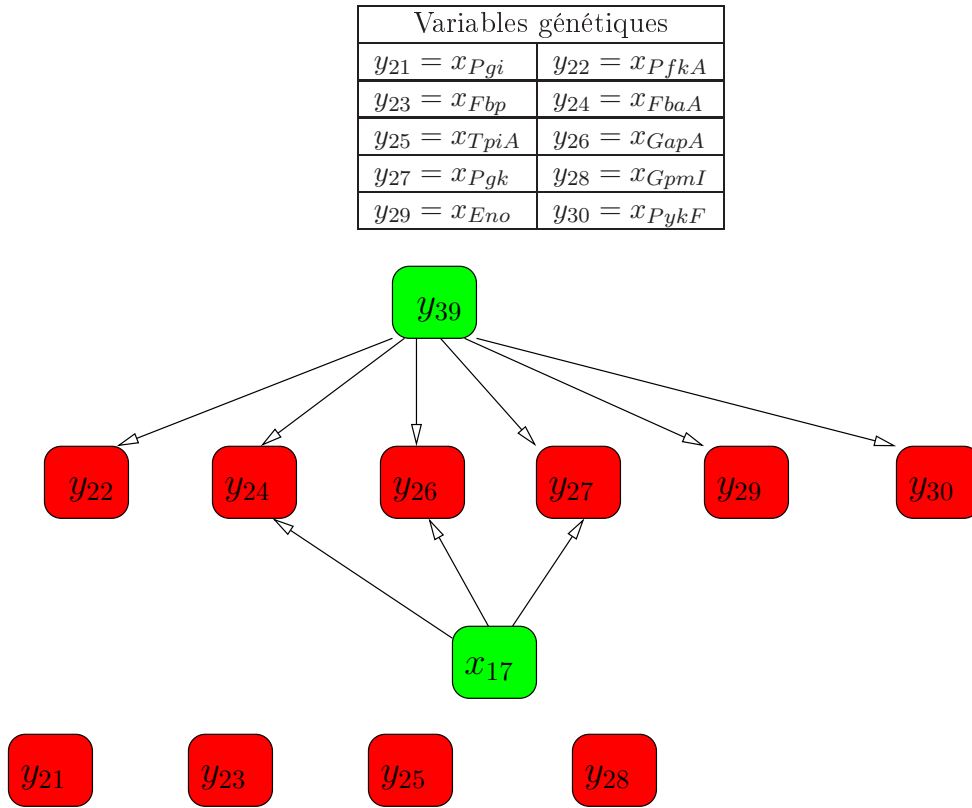 Variables génétiques
y21 = xPgi y22 = xPfkA
y23 = xFbp y24 = xFbaA
y25 = xTpiA y26 = xGapA
y27 = xPgk y28 = xGpmI
y29 = xEno y30 = xPykF
y39
y22 y24 y26 y27 y29 y30
x17
y21 y23 y25 y28